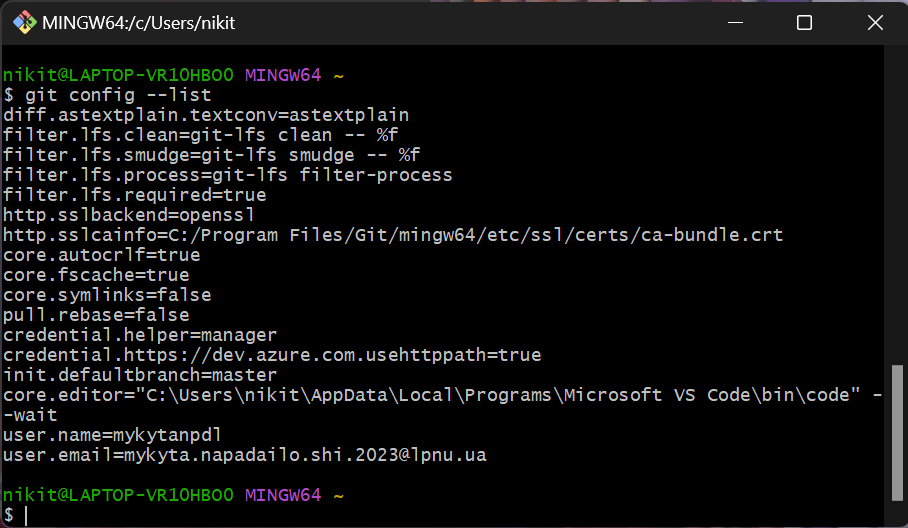 MINGW64:/c/Users/nikit
nikit@LAPTOP-VR10HBO0 MINGW64 ~
$ git config --list
diff.astextplain.textconv=astextplain
filter.lfs.clean=git-lfs clean -- %f
filter.lfs.smudge=git-lfs smudge -- %f
filter.lfs.process=git-lfs filter-process
filter.lfs.required=true
http.sslbackend=openssl
http.sslcainfo=C:/Program Files/Git/mingw64/etc/ssl/certs/ca-bundle.crt
core.autocrlf=true
core.fscache=true
core.symlinks=false
pull.rebase=false
credential.helper=manager
credential.https://dev.azure.com.usehttppath=true
init.defaultbranch=master
core.editor="C:\Users\nikit\AppData\Local\Programs\Microsoft VS Code\bin\code" -
-wait
user.name=mykytanpdl
user.email=mykyta.napadailo.shi.2023@lpnu.ua
nikit@LAPTOP-VR10HBO0 MINGW64 ~
$